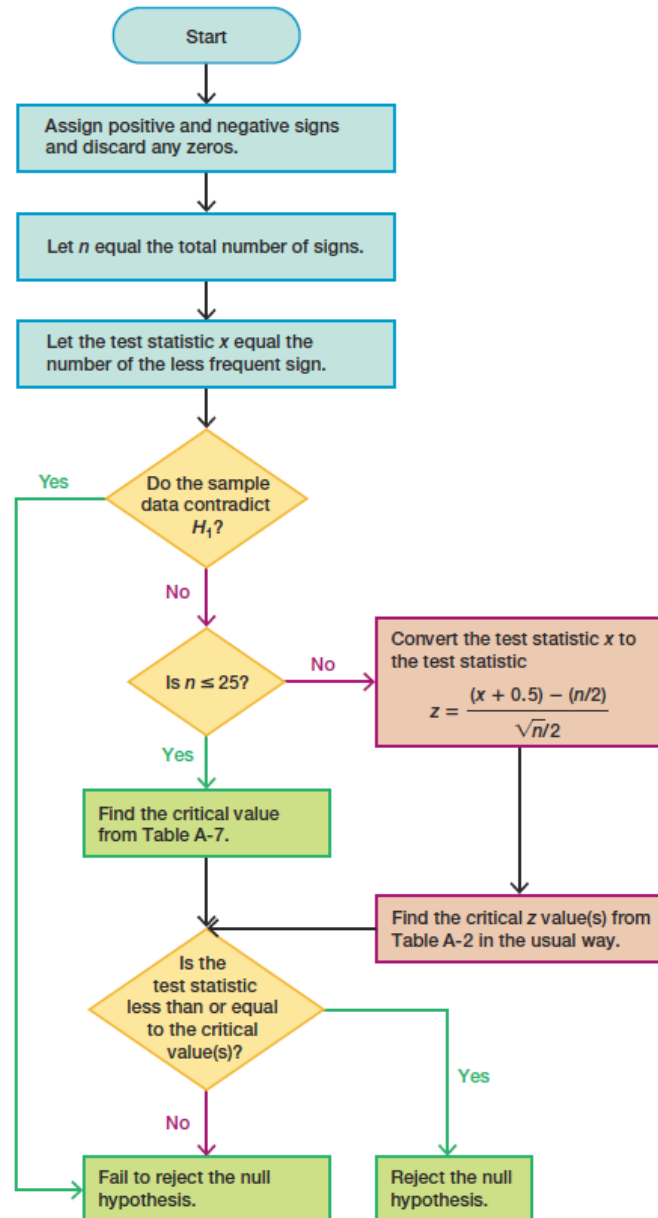 Start
Assign positive and negative signs
and discard any zeros.
Let n equal the total number of signs.
Let the test statistic x equal the
number of the less frequent sign.
Yes
Do the sample
data contradict
H₁?
No
Is n ≤ 25?
No
Convert the test statistic x to
the test statistic
z = ((x + 0.5) − (n/2)) / (√n/2)
Yes
Find the critical value
from Table A-7.
Find the critical z value(s) from
Table A-2 in the usual way.
Is the
test statistic
less than or equal
to the critical
value(s)?
Yes
No
Fail to reject the null
hypothesis.
Reject the null
hypothesis.